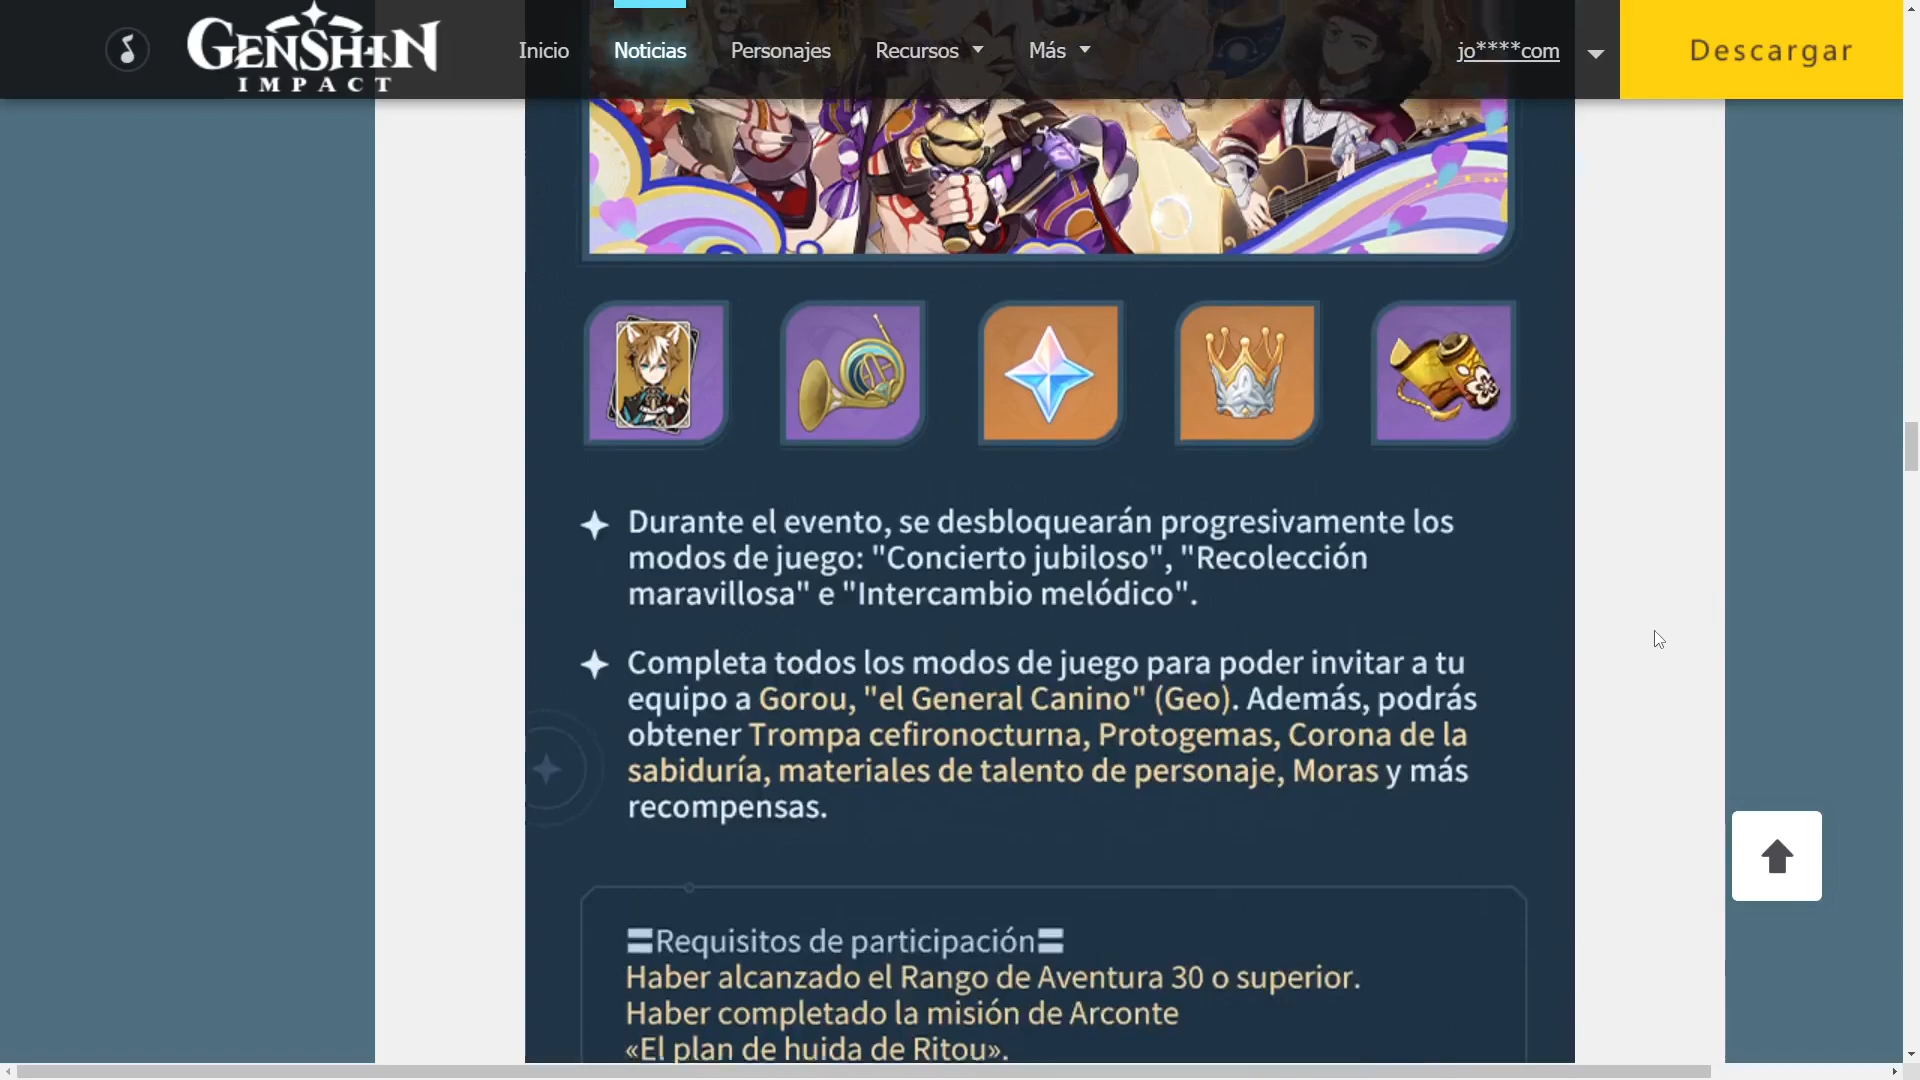 GENSHIN
IMPACT
Inicio
Noticias
Personajes
Recursos
Más
jo****com
Descargar
Durante el evento, se desbloquearán progresivamente los
modos de juego: "Concierto jubiloso", "Recolección
maravillosa" e "Intercambio melódico".
Completa todos los modos de juego para poder invitar a tu
equipo a Gorou, "el General Canino" (Geo). Además, podrás
obtener Trompa cefironocturna, Protogemas, Corona de la
sabiduría, materiales de talento de personaje, Moras y más
recompensas.
〓Requisitos de participación〓
Haber alcanzado el Rango de Aventura 30 o superior.
Haber completado la misión de Arconte
«El plan de huida de Ritou».